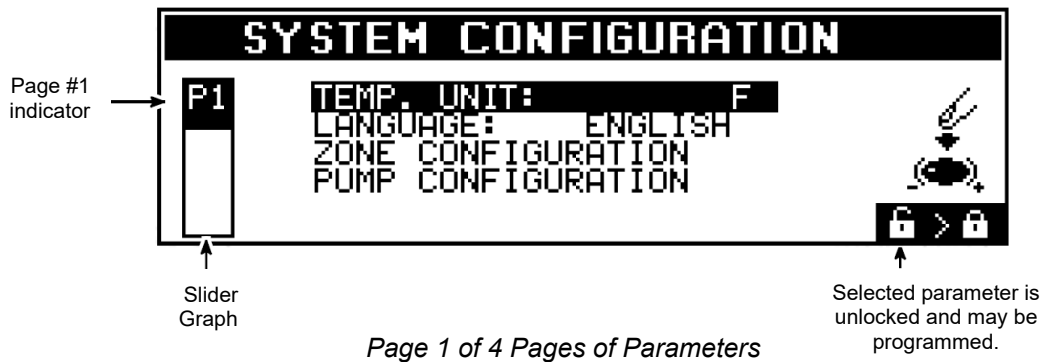 SYSTEM CONFIGURATION
Page #1
indicator
P1
TEMP. UNIT: F
LANGUAGE: ENGLISH
ZONE CONFIGURATION
PUMP CONFIGURATION
- +
>
Slider
Graph
Selected parameter is
unlocked and may be
programmed.
Page 1 of 4 Pages of Parameters